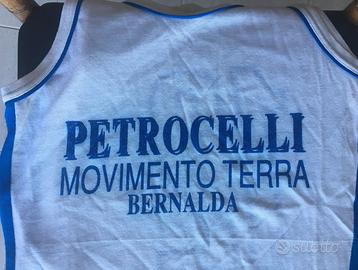 PETROCELLI
MOVIMENTO TERRA
BERNALDA
subito